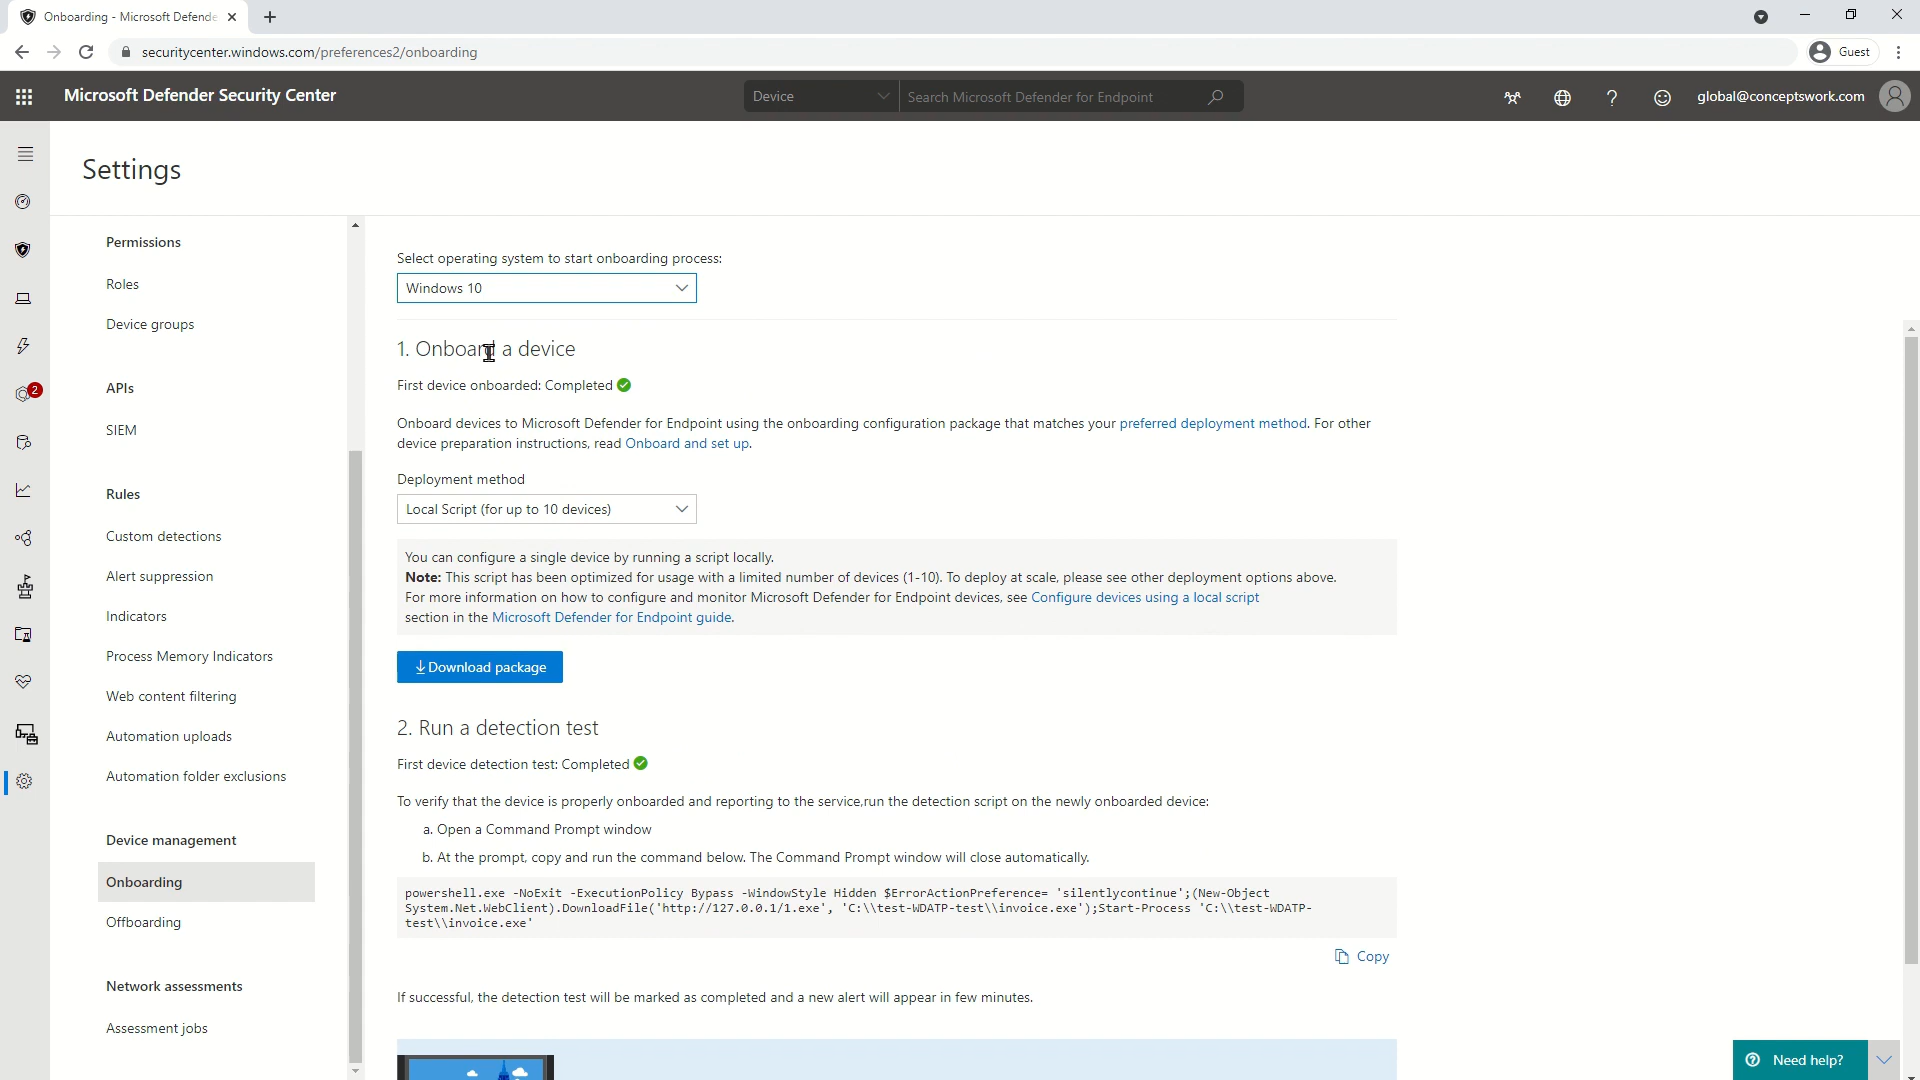 Onboarding - Microsoft Defende
securitycenter.windows.com/preferences2/onboarding
Guest
Microsoft Defender Security Center
Device
Search Microsoft Defender for Endpoint
global@conceptswork.com
Settings
2
Permissions
Roles
Device groups
APIs
SIEM
Rules
Custom detections
Alert suppression
Indicators
Process Memory Indicators
Web content filtering
Automation uploads
Automation folder exclusions
Device management
Onboarding
Offboarding
Network assessments
Assessment jobs
Select operating system to start onboarding process:
Windows 10
1. Onboard a device
First device onboarded: Completed
Onboard devices to Microsoft Defender for Endpoint using the onboarding configuration package that matches your preferred deployment method. For other
device preparation instructions, read Onboard and set up.
Deployment method
Local Script (for up to 10 devices)
You can configure a single device by running a script locally.
Note: This script has been optimized for usage with a limited number of devices (1-10). To deploy at scale, please see other deployment options above.
For more information on how to configure and monitor Microsoft Defender for Endpoint devices, see Configure devices using a local script
section in the Microsoft Defender for Endpoint guide.
Download package
2. Run a detection test
First device detection test: Completed
To verify that the device is properly onboarded and reporting to the service,run the detection script on the newly onboarded device:
a. Open a Command Prompt window
b. At the prompt, copy and run the command below. The Command Prompt window will close automatically.
powershell.exe -NoExit -ExecutionPolicy Bypass -WindowStyle Hidden $ErrorActionPreference= 'silentlycontinue';(New-Object
System.Net.WebClient).DownloadFile('http://127.0.0.1/1.exe', 'C:\\test-WDATP-test\\invoice.exe');Start-Process 'C:\\test-WDATP-
test\\invoice.exe'
Copy
If successful, the detection test will be marked as completed and a new alert will appear in few minutes.
Need help?